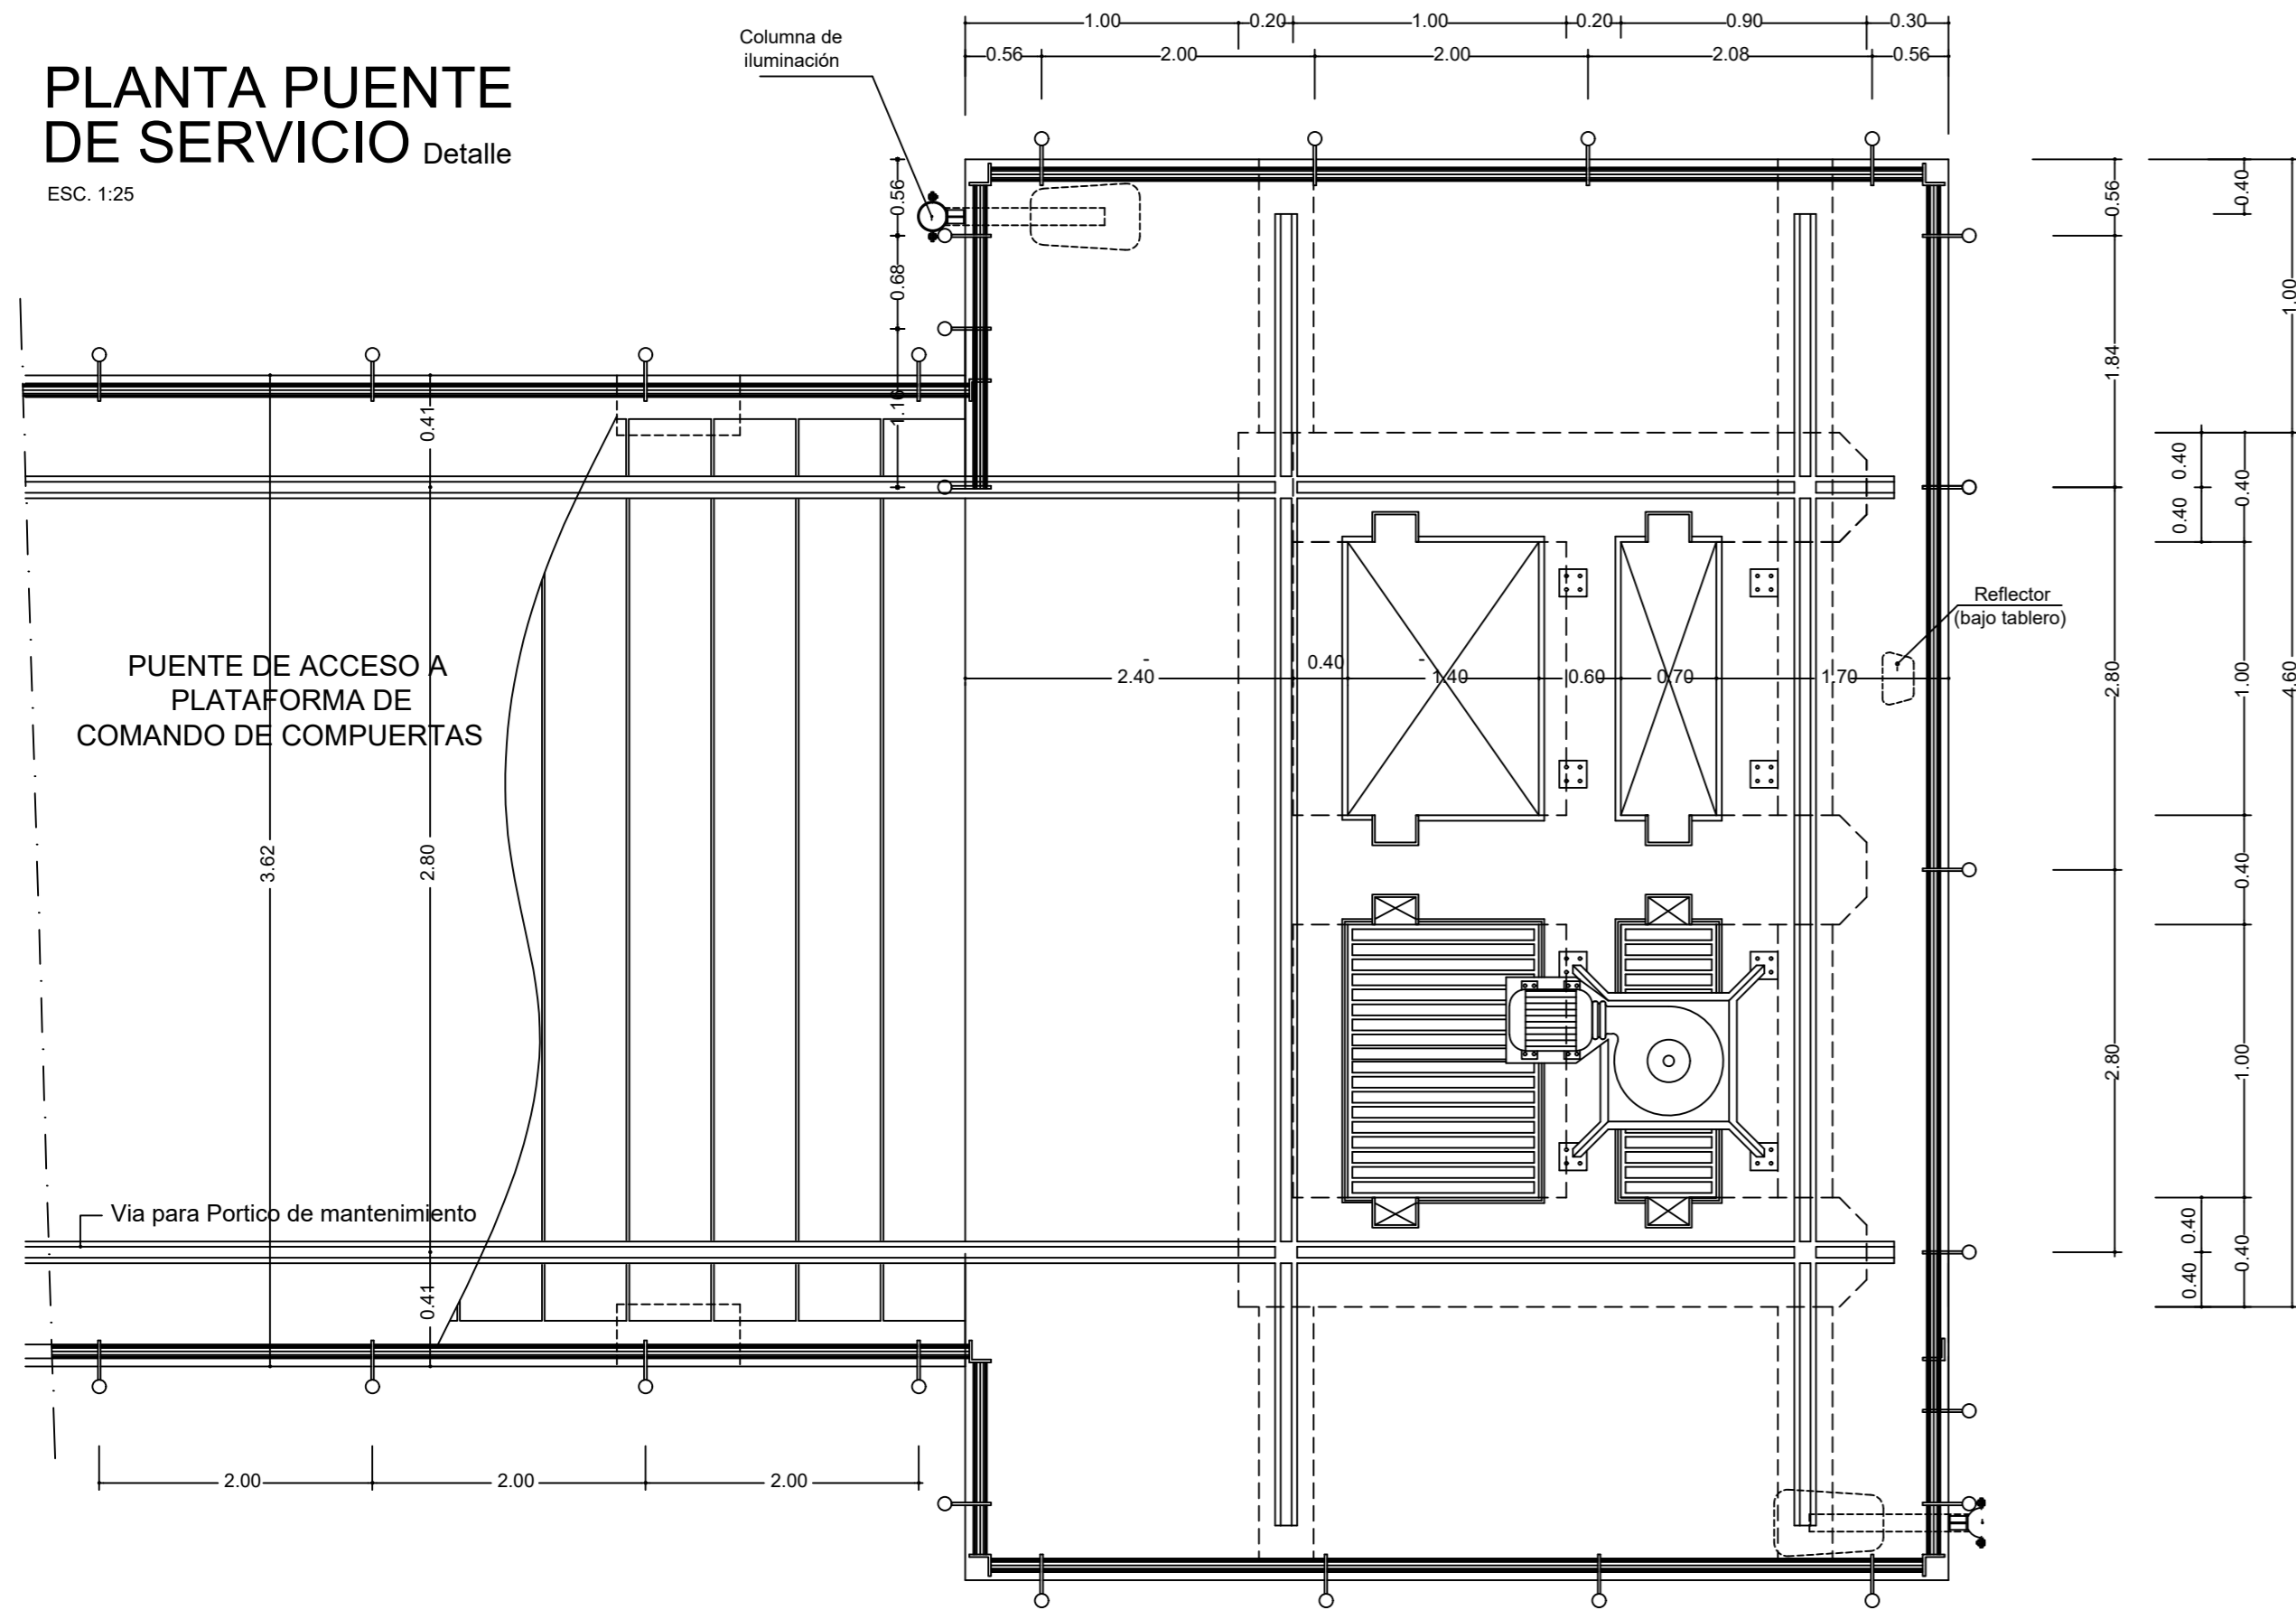 1.00 0.20 1.00 0.20 0.90 0.30
Columna de
iluminación
0.56 2.00 2.00 2.08 0.56
PLANTA PUENTE
DE SERVICIO Detalle
ESC. 1:25
0.56
0.68
1.16
0.41
0.56
1.84
2.80
2.80
0.40
1.00
4.60
0.40
0.40
0.40
1.00
0.40
1.00
0.40
0.40
0.40
Reflector
(bajo tablero)
PUENTE DE ACCESO A
PLATAFORMA DE
COMANDO DE COMPUERTAS
2.40 0.40 1.40 0.60 0.70 1.70
3.62
2.80
Via para Portico de mantenimiento
0.41
2.00 2.00 2.00